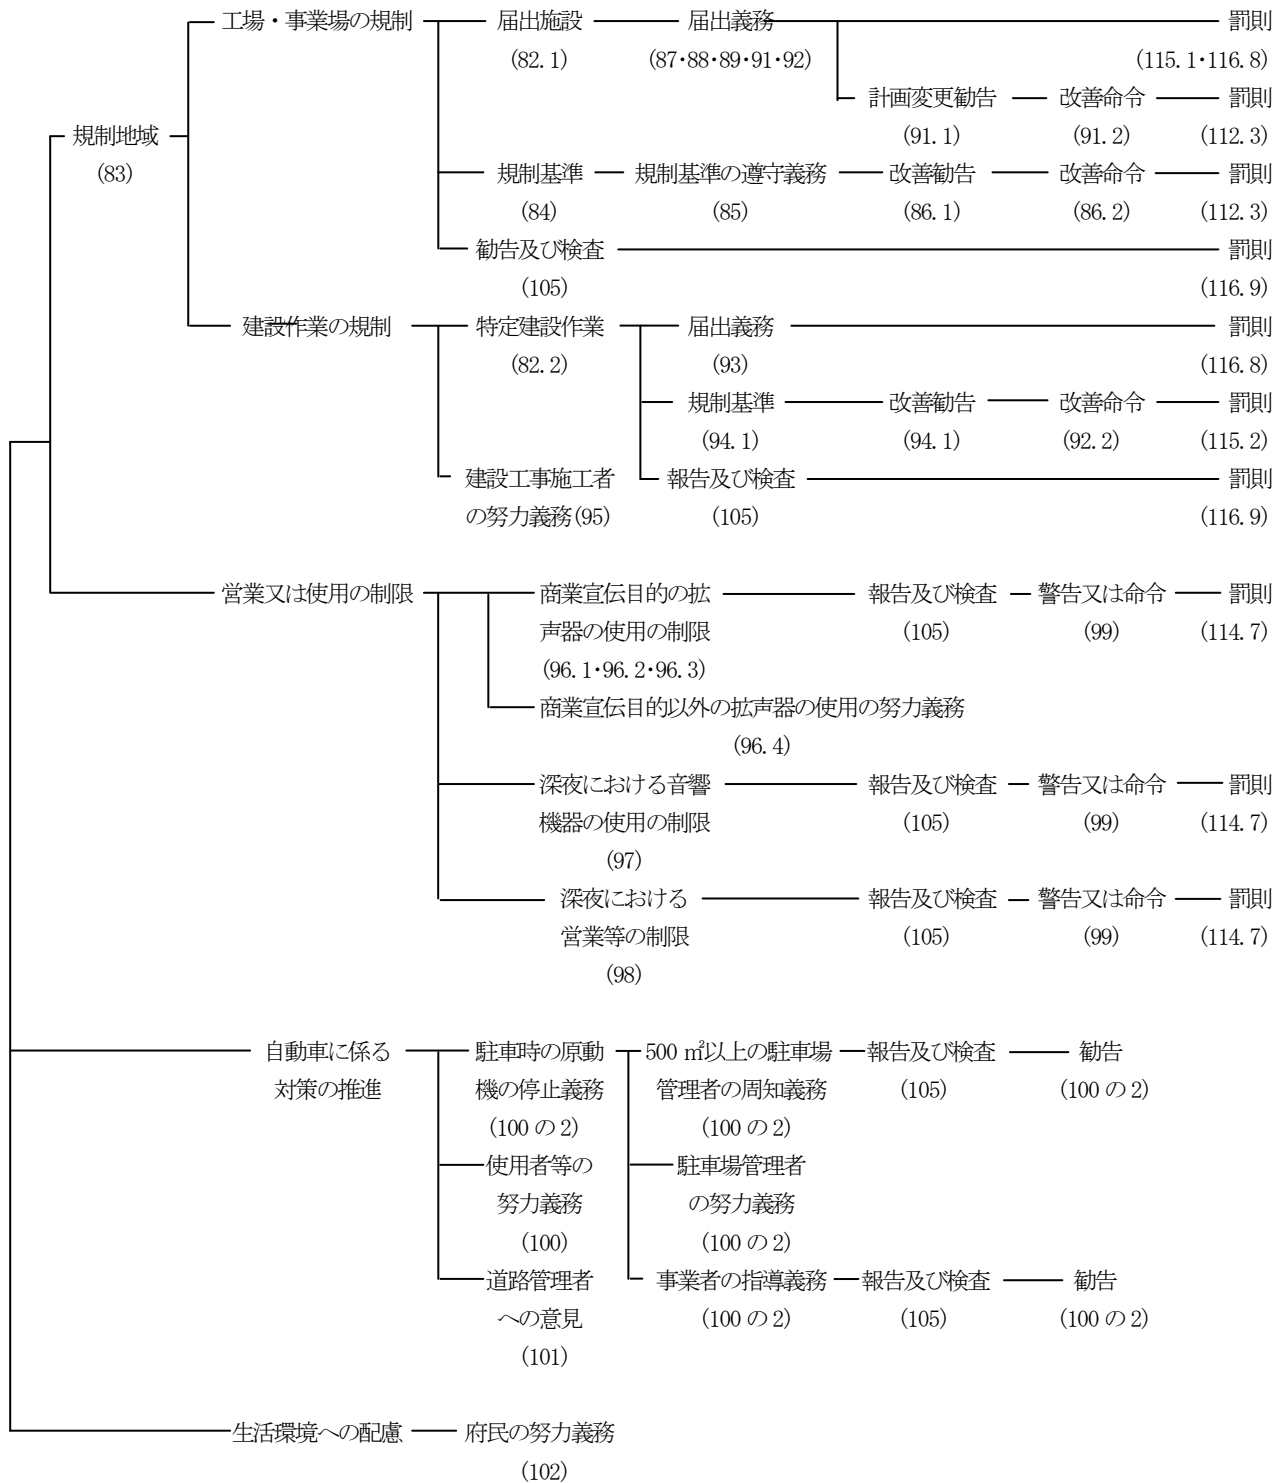 工場・事業場の規制 届出施設 届出義務 罰則
(82.1) (87・88・89・91・92) (115.1・116.8)
計画変更勧告 改善命令 罰則
規制地域 (91.1) (91.2) (112.3)
(83) 規制基準 規制基準の遵守義務 改善勧告 改善命令 罰則
(84) (85) (86.1) (86.2) (112.3)
勧告及び検査 罰則
(105) (116.9)
建設作業の規制 特定建設作業 届出義務 罰則
(82.2) (93) (116.8)
規制基準 改善勧告 改善命令 罰則
(94.1) (94.1) (92.2) (115.2)
建設工事施工者 報告及び検査 罰則
の努力義務(95) (105) (116.9)
営業又は使用の制限 商業宣伝目的の拡 報告及び検査 警告又は命令 罰則
声器の使用の制限 (105) (99) (114.7)
(96.1・96.2・96.3)
商業宣伝目的以外の拡声器の使用の努力義務
(96.4)
深夜における音響 報告及び検査 警告又は命令 罰則
機器の使用の制限 (105) (99) (114.7)
(97)
深夜における 報告及び検査 警告又は命令 罰則
営業等の制限 (105) (99) (114.7)
(98)
自動車に係る 駐車時の原動 500㎡以上の駐車場 報告及び検査 勧告
対策の推進 機の停止義務 管理者の周知義務 (105) (100の2)
(100の2) (100の2)
使用者等の 駐車場管理者
努力義務 の努力義務
(100) (100の2)
道路管理者 事業者の指導義務 報告及び検査 勧告
への意見 (100の2) (105) (100の2)
(101)
生活環境への配慮 府民の努力義務
(102)